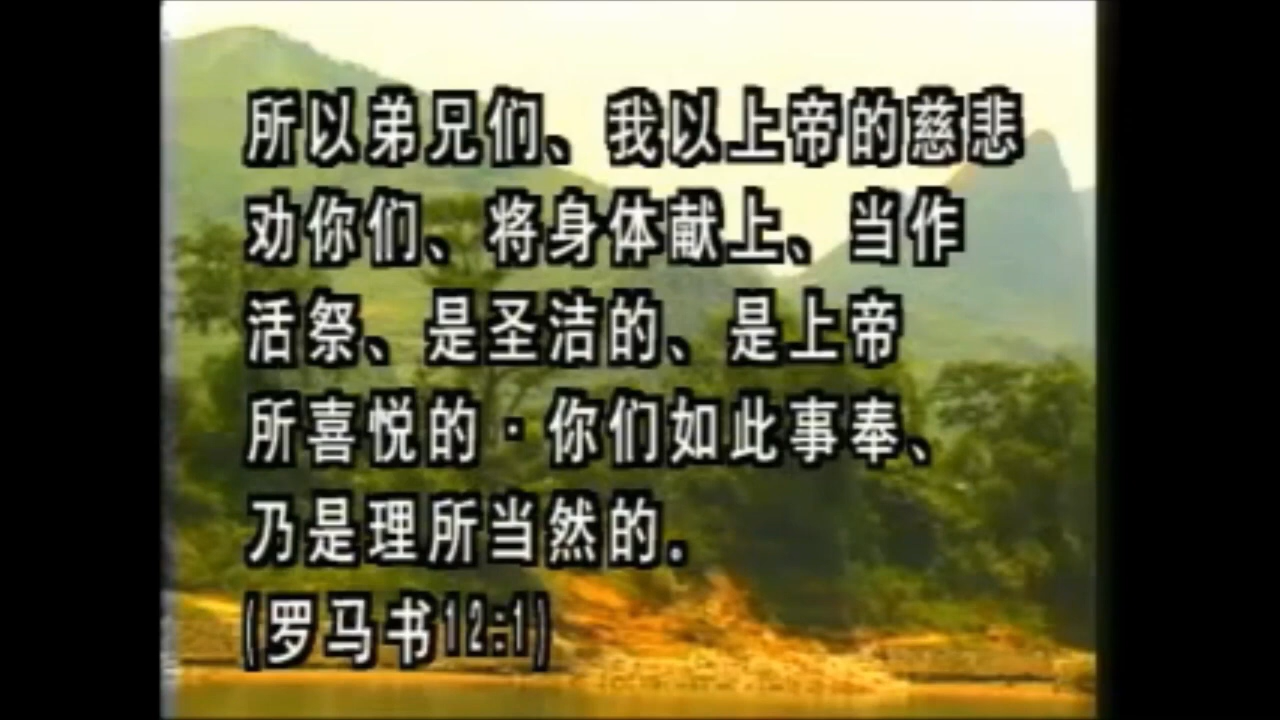 所以弟兄们、我以上帝的慈悲
劝你们、将身体献上、当作
活祭、是圣洁的、是上帝
所喜悦的·你们如此事奉、
乃是理所当然的。
(罗马书12:1)